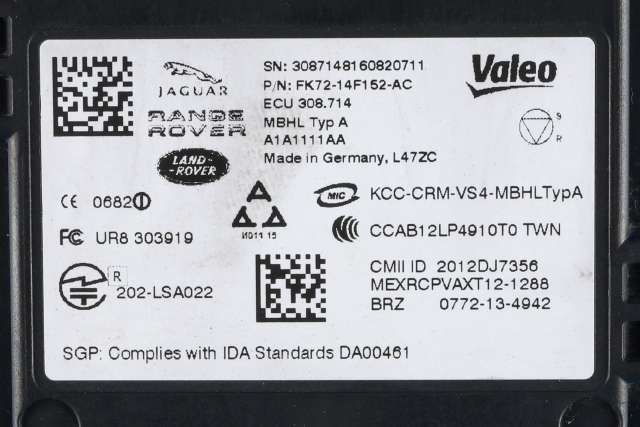 SN: 3087148160820711
P/N: FK72-14F152-AC
ECU 308.714
MBHL Typ A
A1A1111AA
Made in Germany, L47ZC
Valeo
JAGUAR
RANGE
ROVER
LAND-
-ROVER
S
R
CE 0682
FC UR8 303919
R
202-LSA022
MIC KCC-CRM-VS4-MBHLTypA
CCAB12LP4910T0 TWN
CMII ID 2012DJ7356
MEXRCPVAXT12-1288
BRZ 0772-13-4942
SGP: Complies with IDA Standards DA00461